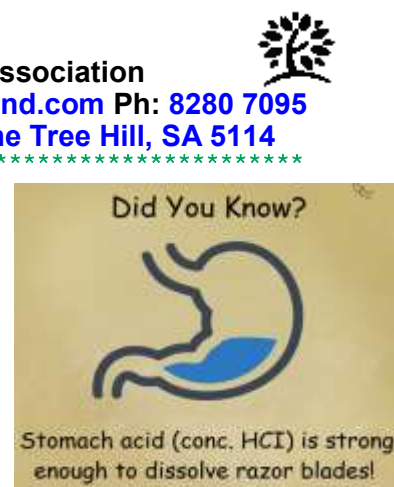 ssociation
nd.com Ph: 8280 7095
ne Tree Hill, SA 5114
**********************
Did You Know?
Stomach acid (conc. HCI) is strong
enough to dissolve razor blades!